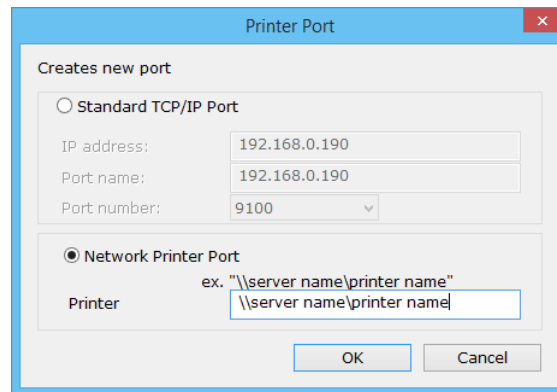 Printer Port
Creates new port
Standard TCP/IP Port
IP address: 192.168.0.190
Port name: 192.168.0.190
Port number: 9100
Network Printer Port
ex. "\\server name\printer name"
Printer \\server name\printer name
OK Cancel